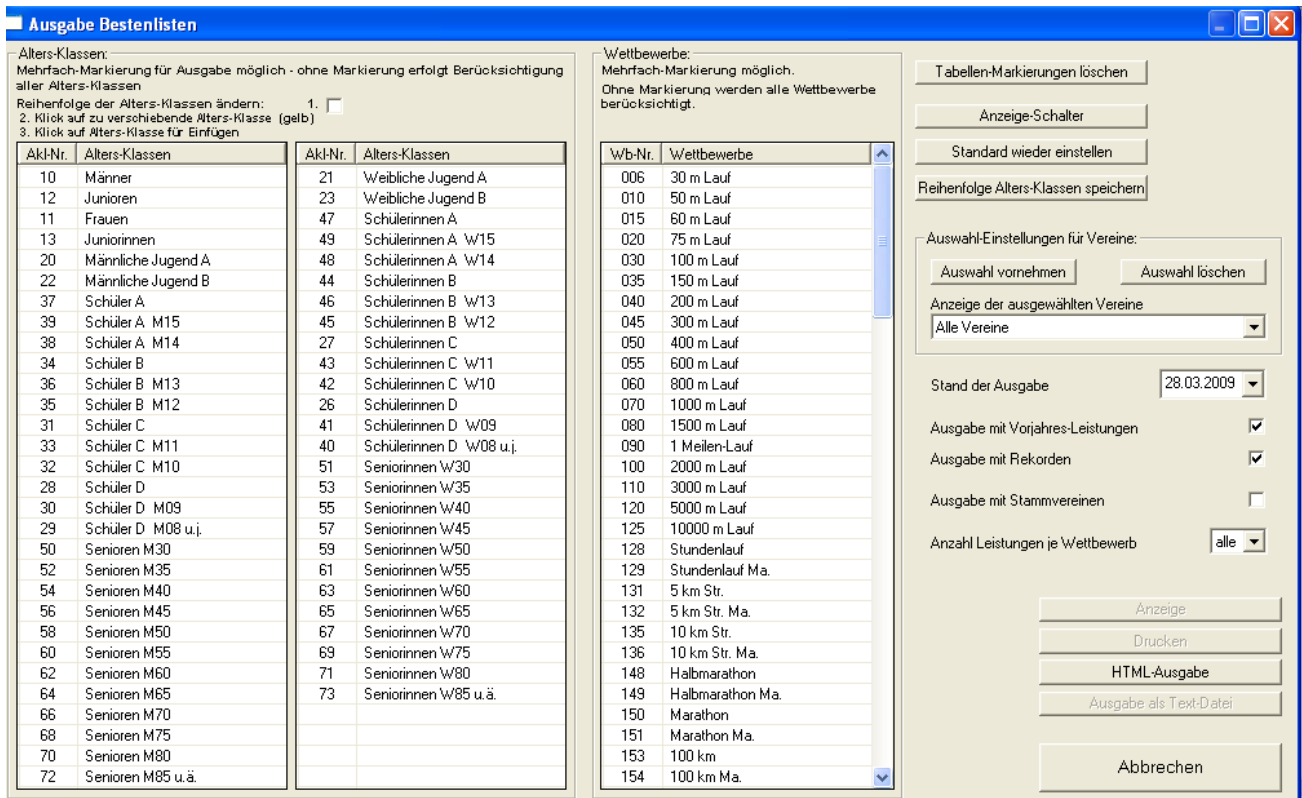 Ausgabe Bestenlisten
Alters-Klassen:
Mehrfach-Markierung für Ausgabe möglich - ohne Markierung erfolgt Berücksichtigung
aller Alters-Klassen
Reihenfolge der Alters-Klassen ändern: 1.
2. Klick auf zu verschiebende Alters-Klasse (gelb)
3. Klick auf Alters-Klasse für Einfügen
Akl-Nr. Alters-Klassen
10 Männer
12 Junioren
11 Frauen
13 Juniorinnen
20 Männliche Jugend A
22 Männliche Jugend B
37 Schüler A
39 Schüler A M15
38 Schüler A M14
34 Schüler B
36 Schüler B M13
35 Schüler B M12
31 Schüler C
33 Schüler C M11
32 Schüler C M10
28 Schüler D
30 Schüler D M09
29 Schüler D M08 u.j.
50 Senioren M30
52 Senioren M35
54 Senioren M40
56 Senioren M45
58 Senioren M50
60 Senioren M55
62 Senioren M60
64 Senioren M65
66 Senioren M70
68 Senioren M75
70 Senioren M80
72 Senioren M85 u.ä.
Akl-Nr. Alters-Klassen
21 Weibliche Jugend A
23 Weibliche Jugend B
47 Schülerinnen A
49 Schülerinnen A W15
48 Schülerinnen A W14
44 Schülerinnen B
46 Schülerinnen B W13
45 Schülerinnen B W12
27 Schülerinnen C
43 Schülerinnen C W11
42 Schülerinnen C W10
26 Schülerinnen D
41 Schülerinnen D W09
40 Schülerinnen D W08 u.j.
51 Seniorinnen W30
53 Seniorinnen W35
55 Seniorinnen W40
57 Seniorinnen W45
59 Seniorinnen W50
61 Seniorinnen W55
63 Seniorinnen W60
65 Seniorinnen W65
67 Seniorinnen W70
69 Seniorinnen W75
71 Seniorinnen W80
73 Seniorinnen W85 u.ä.
Wettbewerbe:
Mehrfach-Markierung möglich.
Ohne Markierung werden alle Wettbewerbe
berücksichtigt.
Wb-Nr. Wettbewerbe
006 30 m Lauf
010 50 m Lauf
015 60 m Lauf
020 75 m Lauf
030 100 m Lauf
035 150 m Lauf
040 200 m Lauf
045 300 m Lauf
050 400 m Lauf
055 600 m Lauf
060 800 m Lauf
070 1000 m Lauf
080 1500 m Lauf
090 1 Meilen-Lauf
100 2000 m Lauf
110 3000 m Lauf
120 5000 m Lauf
125 10000 m Lauf
128 Stundenlauf
129 Stundenlauf Ma.
131 5 km Str.
132 5 km Str. Ma.
135 10 km Str.
136 10 km Str. Ma.
148 Halbmarathon
149 Halbmarathon Ma.
150 Marathon
151 Marathon Ma.
153 100 km
154 100 km Ma.
Tabellen-Markierungen löschen
Anzeige-Schalter
Standard wieder einstellen
Reihenfolge Alters-Klassen speichern
Auswahl-Einstellungen für Vereine:
Auswahl vornehmen Auswahl löschen
Anzeige der ausgewählten Vereine
Alle Vereine
Stand der Ausgabe 28.03.2009
Ausgabe mit Vorjahres-Leistungen
Ausgabe mit Rekorden
Ausgabe mit Stammvereinen
Anzahl Leistungen je Wettbewerb alle
Anzeige
Drucken
HTML-Ausgabe
Ausgabe als Text-Datei
Abbrechen